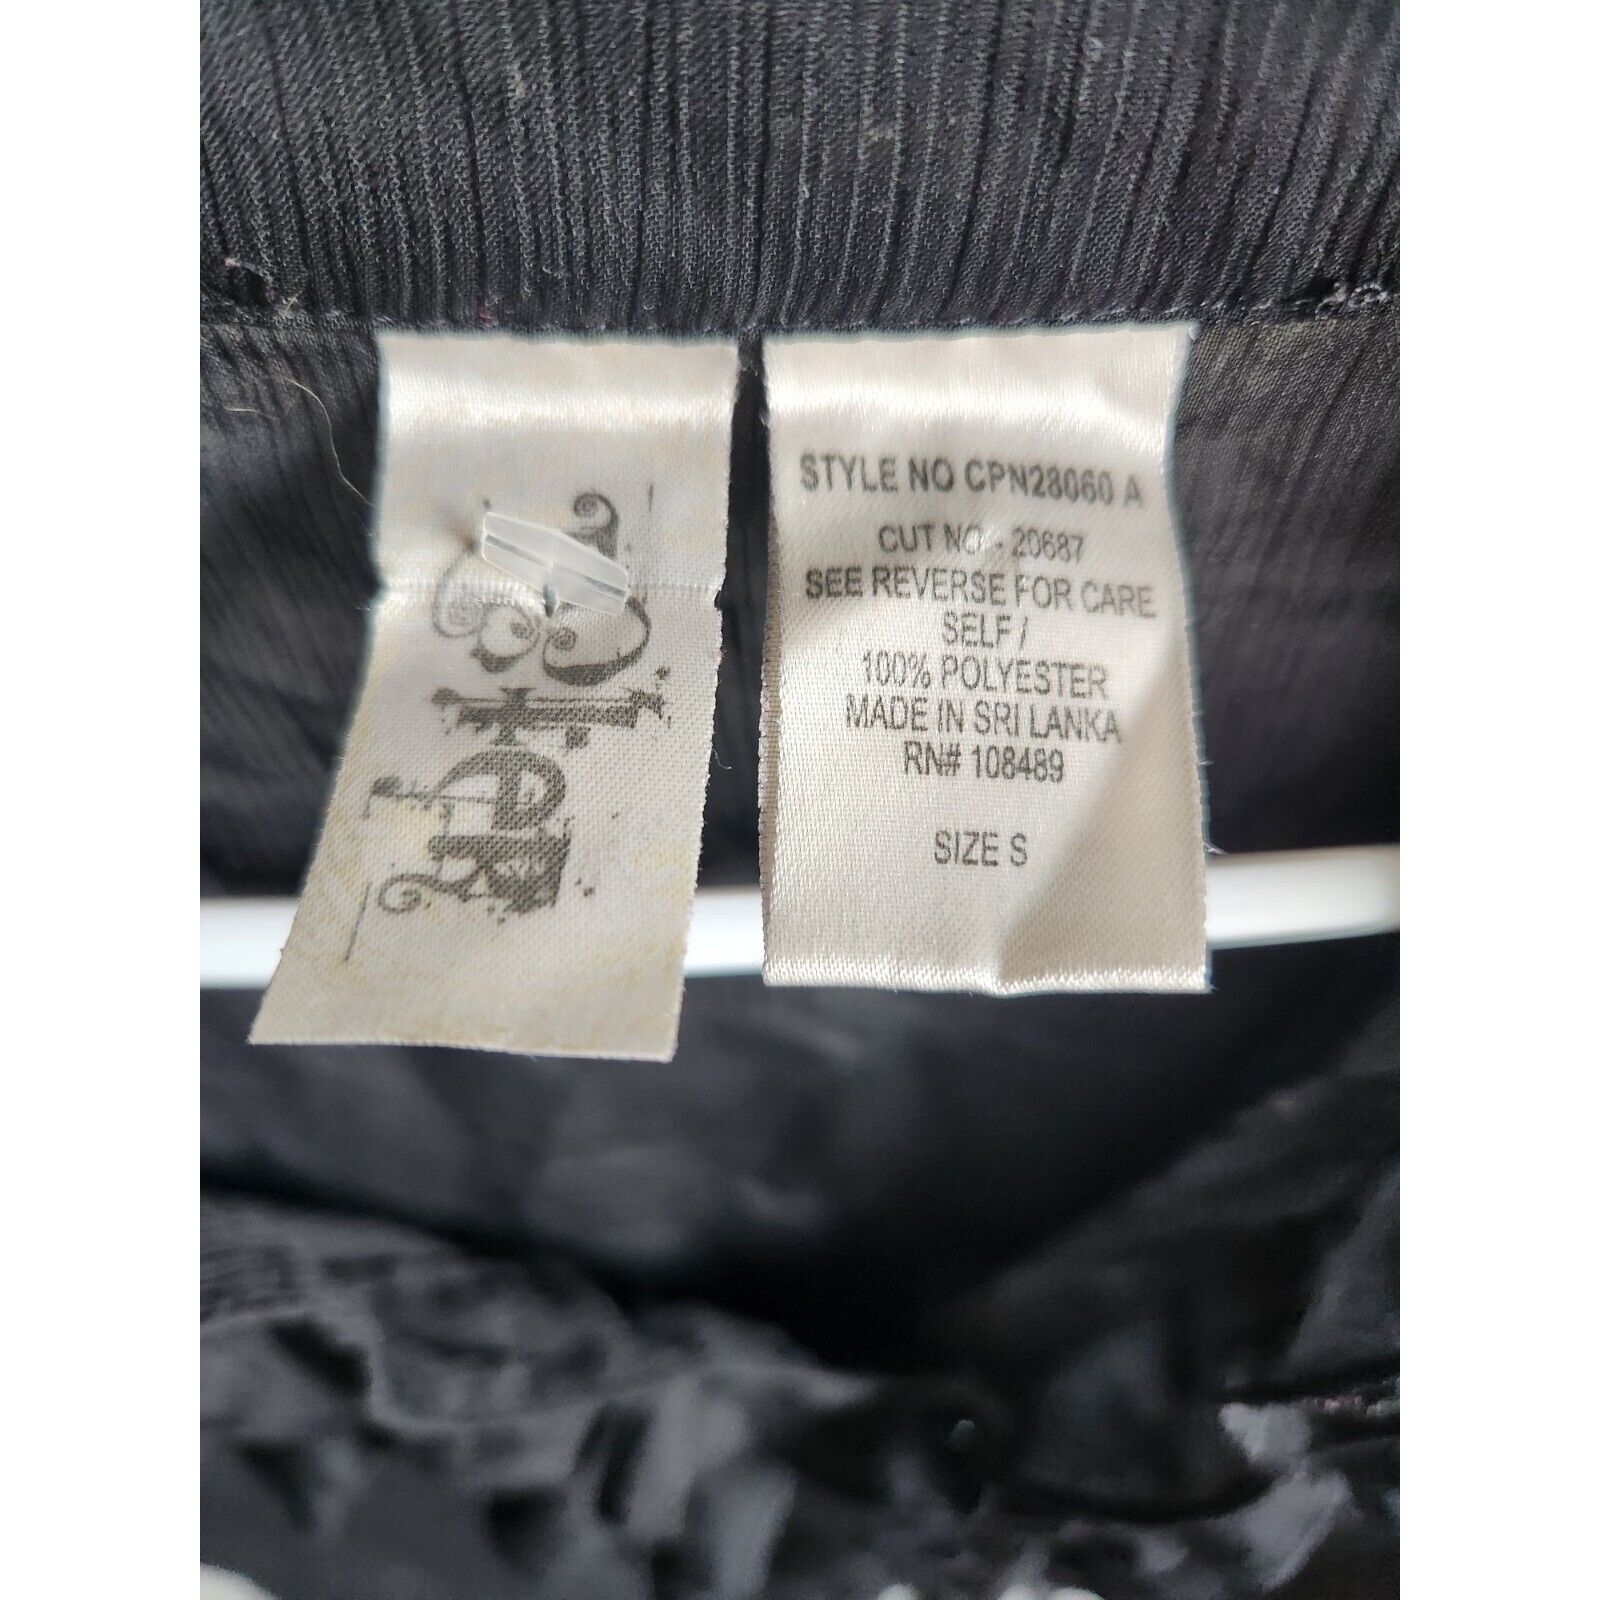 STYLE NO CPN28060 A
CUT NO - 20687
SEE REVERSE FOR CARE
SELF /
100% POLYESTER
MADE IN SRI LANKA
RN# 108489
SIZE S